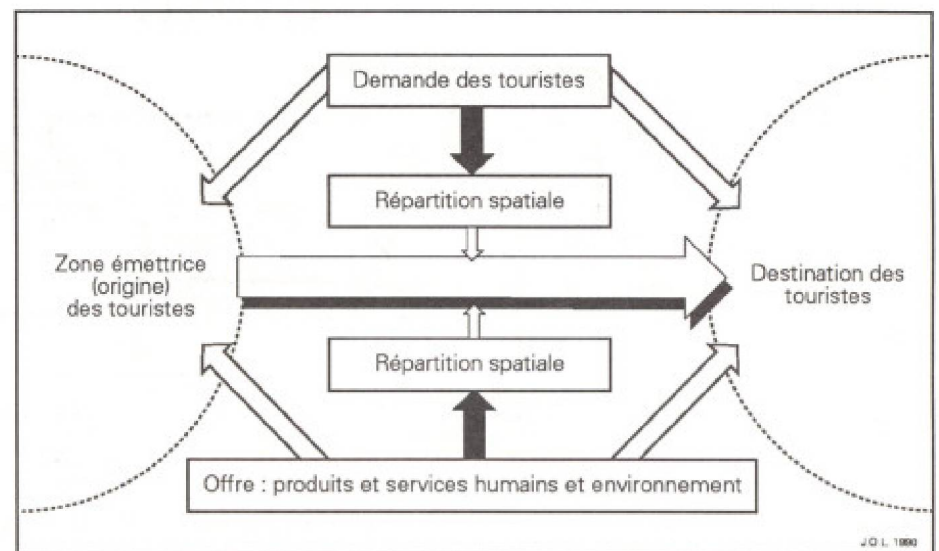 Demande des touristes
Répartition spatiale
Zone émettrice
(origine)
des touristes
Destination des
touristes
Répartition spatiale
Offre : produits et services humains et environnement
J O L 1990